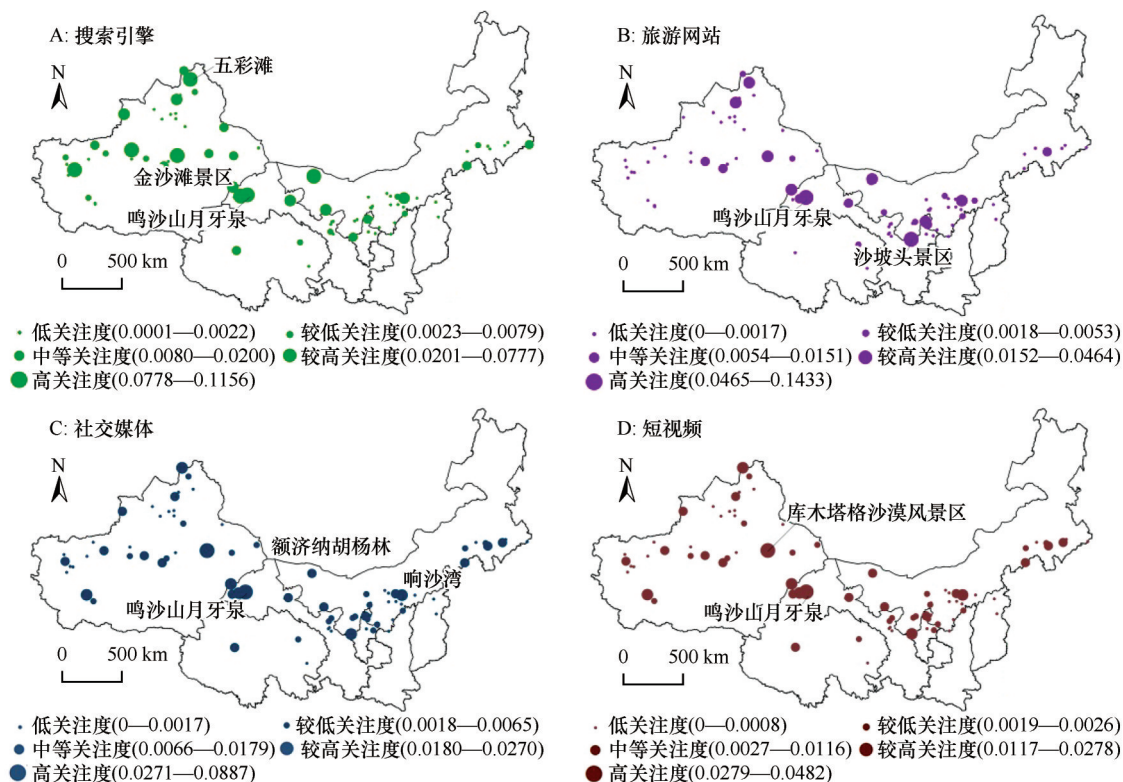 A: 搜索引擎
N
五彩滩
金沙滩景区
鸣沙山月牙泉
0 500 km
低关注度(0.0001—0.0022) 较低关注度(0.0023—0.0079)
中等关注度(0.0080—0.0200) 较高关注度(0.0201—0.0777)
高关注度(0.0778—0.1156)
B: 旅游网站
N
鸣沙山月牙泉
沙坡头景区
0 500 km
低关注度(0—0.0017) 较低关注度(0.0018—0.0053)
中等关注度(0.0054—0.0151) 较高关注度(0.0152—0.0464)
高关注度(0.0465—0.1433)
C: 社交媒体
N
额济纳胡杨林
响沙湾
鸣沙山月牙泉
0 500 km
低关注度(0—0.0017) 较低关注度(0.0018—0.0065)
中等关注度(0.0066—0.0179) 较高关注度(0.0180—0.0270)
高关注度(0.0271—0.0887)
D: 短视频
N
库木塔格沙漠风景区
鸣沙山月牙泉
0 500 km
低关注度(0—0.0008) 较低关注度(0.0019—0.0026)
中等关注度(0.0027—0.0116) 较高关注度(0.0117—0.0278)
高关注度(0.0279—0.0482)